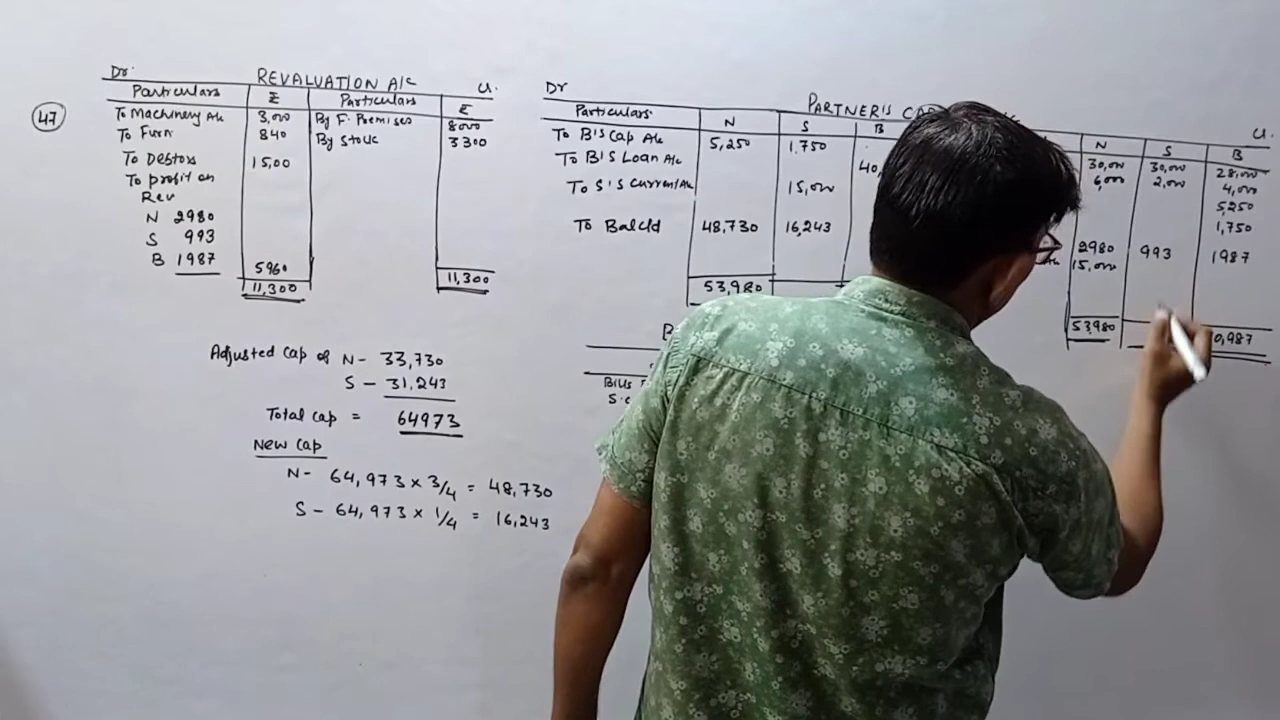 47
Dr. REVALUATION A/c Cr.
Particulars ₹ Particulars ₹
To Machinery A/c 3,000 By F. Premises 8000
To Furn 840 By Stock 3300
To Debtors 15,00
To profit on
Rev
N 2980
S 993
B 1987 5960
11,300 11,300
Adjusted Cap of N - 33,730
S - 31,243
Total Cap = 64973
New Cap
N - 64,973 × 3/4 = 48,730
S - 64,973 × 1/4 = 16,243
Dr PARTNER'S Cr.
Particulars N S B N S B
To B's Cap A/c 5,250 1.750 30,000 30,000 28,000
To B's Loan A/c 40, 6,000 2,000 4,000
5,250
To S's Current A/c 15,000
To Bal c/d 48,730 16,243 1,750
2980 993 1987
15,000
53,980 53,980 0,987
Bills